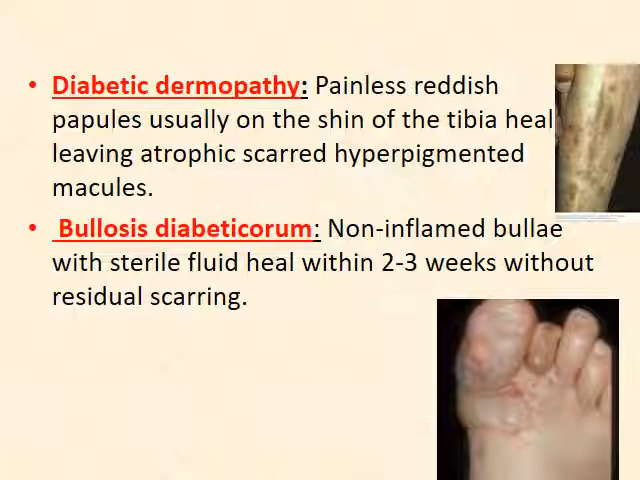 • Diabetic dermopathy: Painless reddish
papules usually on the shin of the tibia heal
leaving atrophic scarred hyperpigmented
macules.
• Bullosis diabeticorum: Non-inflamed bullae
with sterile fluid heal within 2-3 weeks without
residual scarring.